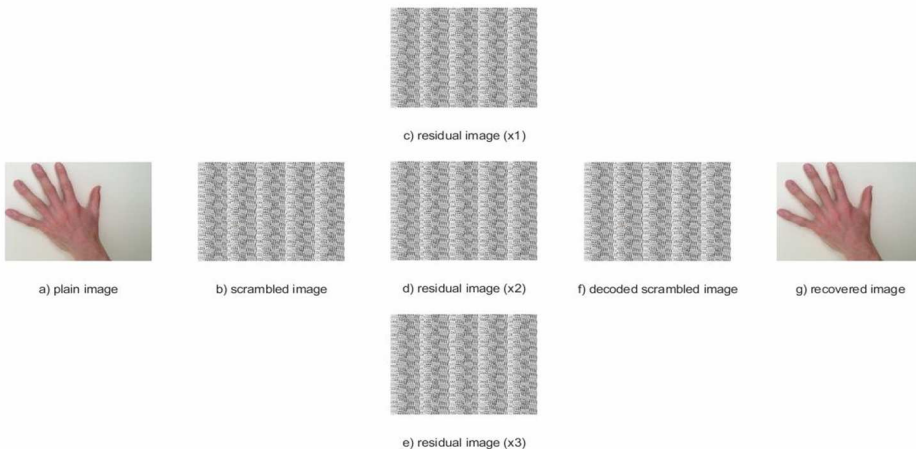 c) residual image (x1)
a) plain image
b) scrambled image
d) residual image (x2)
f) decoded scrambled image
g) recovered image
e) residual image (x3)